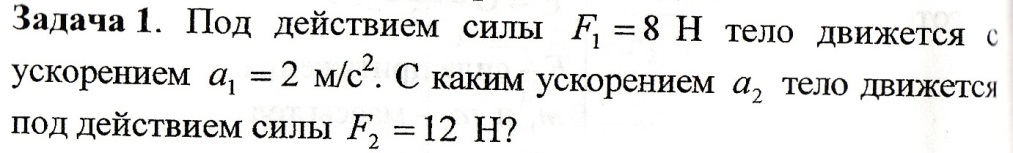 Задача 1. Под действием силы F₁ = 8 Н тело движется с
ускорением a₁ = 2 м/с². С каким ускорением a₂ тело движется
под действием силы F₂ = 12 Н?